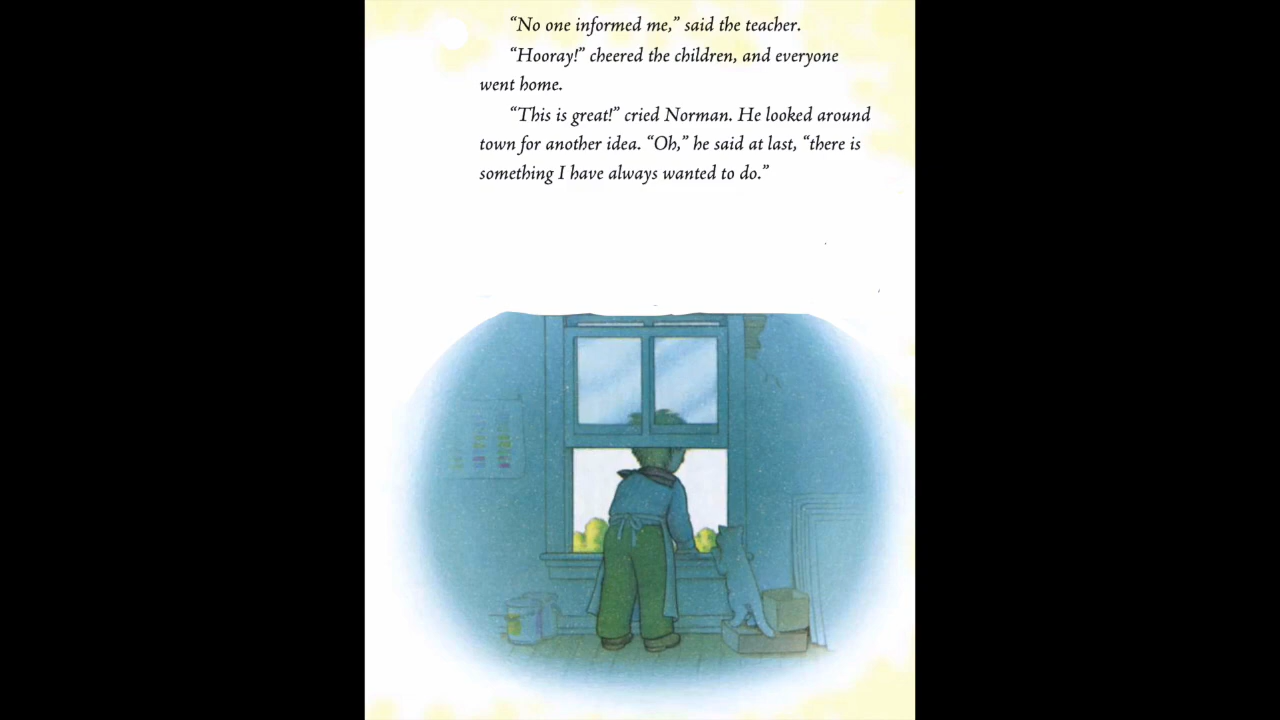 “No one informed me,” said the teacher.
“Hooray!” cheered the children, and everyone
went home.
“This is great!” cried Norman. He looked around
town for another idea. “Oh,” he said at last, “there is
something I have always wanted to do.”